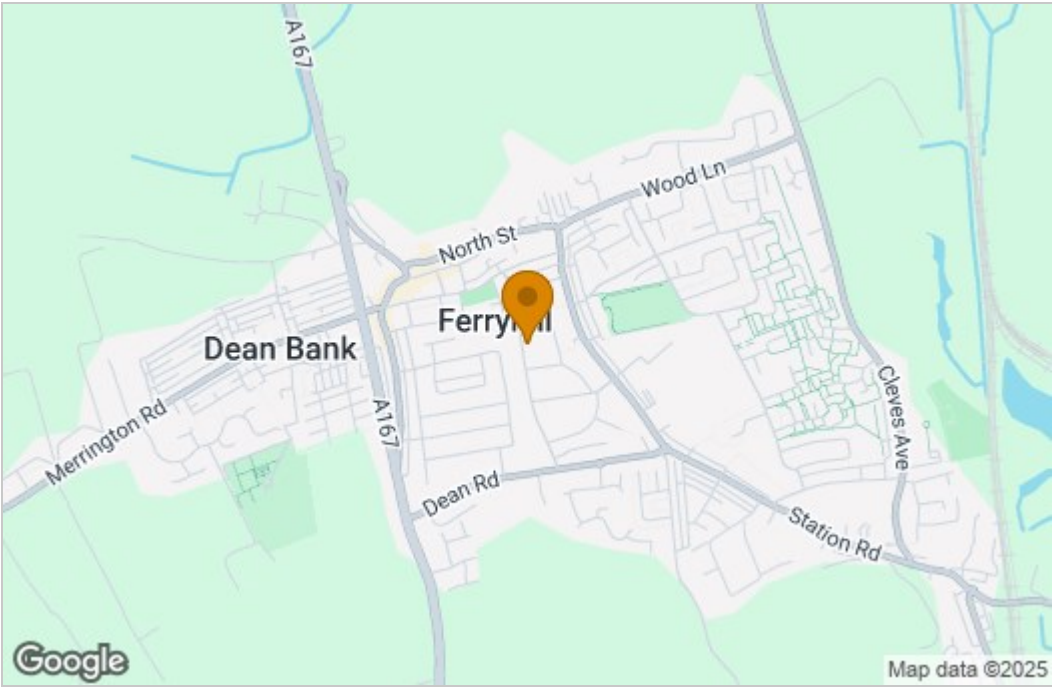 A167
Wood Ln
North St
Ferryhill
Dean Bank
Cleves Ave
A167
Merrington Rd
Dean Rd
Station Rd
Google
Map data ©2025